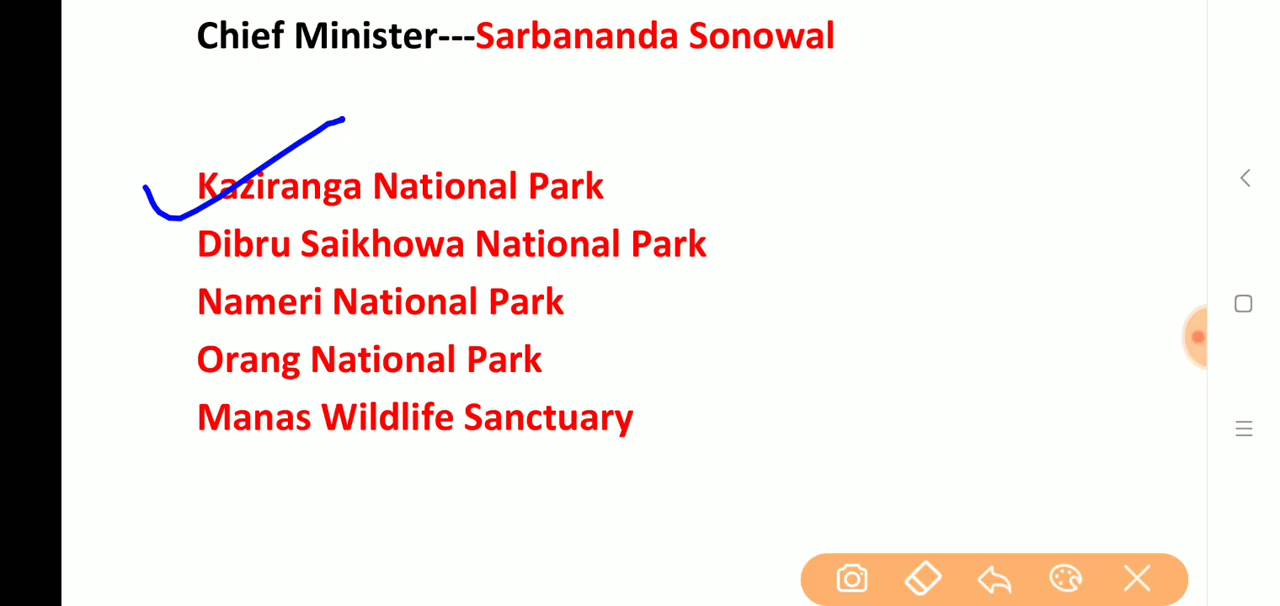 Chief Minister---Sarbananda Sonowal
Kaziranga National Park
Dibru Saikhowa National Park
Nameri National Park
Orang National Park
Manas Wildlife Sanctuary